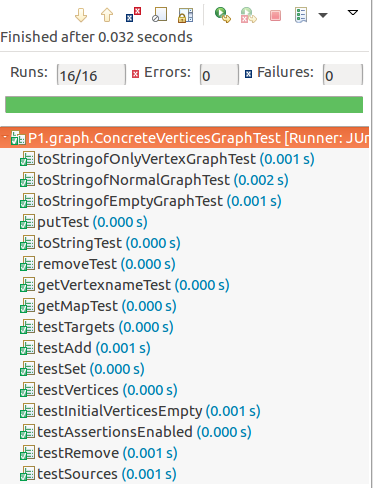 Finished after 0.032 seconds
Runs: 16/16 Errors: 0 Failures: 0
P1.graph.ConcreteVerticesGraphTest [Runner: JUn
toStringofOnlyVertexGraphTest (0.001 s)
toStringofNormalGraphTest (0.002 s)
toStringofEmptyGraphTest (0.001 s)
putTest (0.000 s)
toStringTest (0.000 s)
removeTest (0.000 s)
getVertexnameTest (0.000 s)
getMapTest (0.000 s)
testTargets (0.000 s)
testAdd (0.001 s)
testSet (0.000 s)
testVertices (0.000 s)
testInitialVerticesEmpty (0.001 s)
testAssertionsEnabled (0.000 s)
testRemove (0.001 s)
testSources (0.001 s)